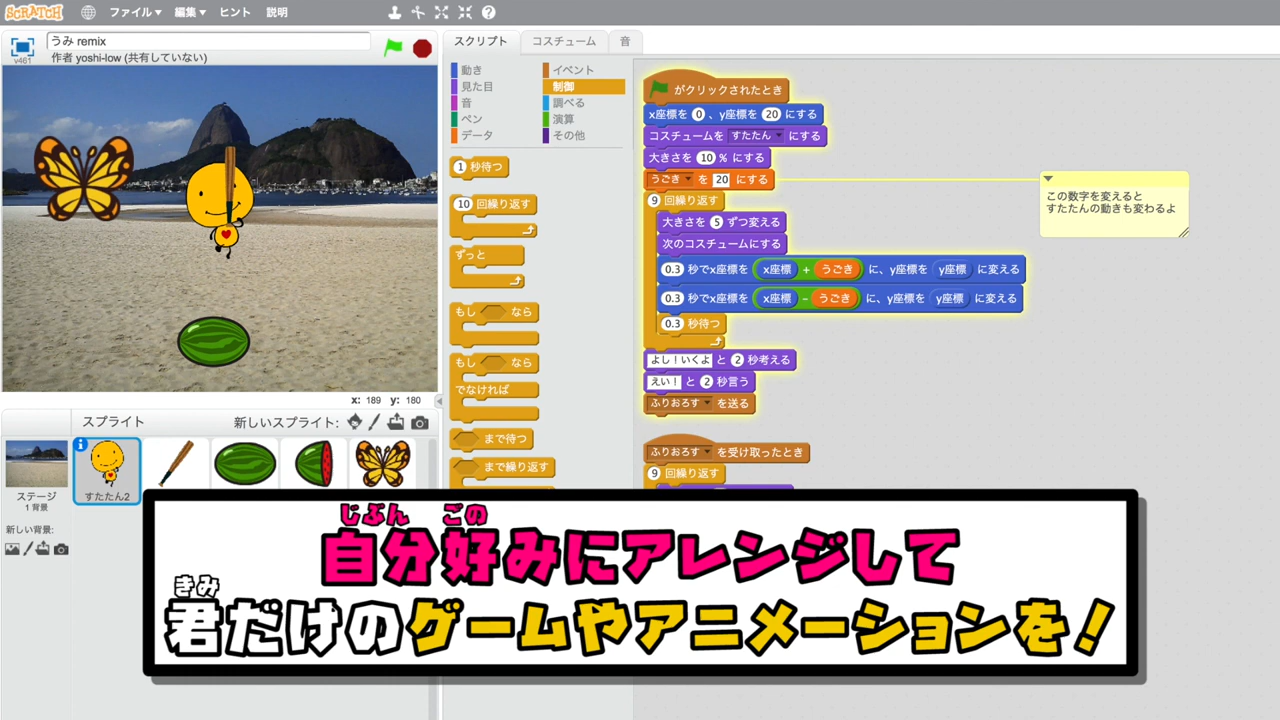 SCRATCH ファイル▼ 編集▼ ヒント 説明
v461
うみ remix
作者 yoshi-low (共有していない)
x: 189 y: 180
スプライト 新しいスプライト:
ステージ
1 背景
新しい背景:
すたたん2
スクリプト コスチューム 音
動き イベント
見た目 制御
音 調べる
ペン 演算
データ その他
1 秒待つ
10 回繰り返す
ずっと
もし なら
もし なら
でなければ
まで待つ
まで繰り返す
がクリックされたとき
x座標を 0 、y座標を 20 にする
コスチュームを すたたん にする
大きさを 10 % にする
うごき を 20 にする
9 回繰り返す
大きさを 5 ずつ変える
次のコスチュームにする
0.3 秒でx座標を x座標 + うごき に、y座標を y座標 に変える
0.3 秒でx座標を x座標 - うごき に、y座標を y座標 に変える
0.3 秒待つ
よし！いくよ と 2 秒考える
えい！ と 2 秒言う
ふりおろす を送る
ふりおろす を受け取ったとき
9 回繰り返す
この数字を変えると
すたたんの動きも変わるよ
じぶん ごの
自分好みにアレンジして
きみ
君だけのゲームやアニメーションを！